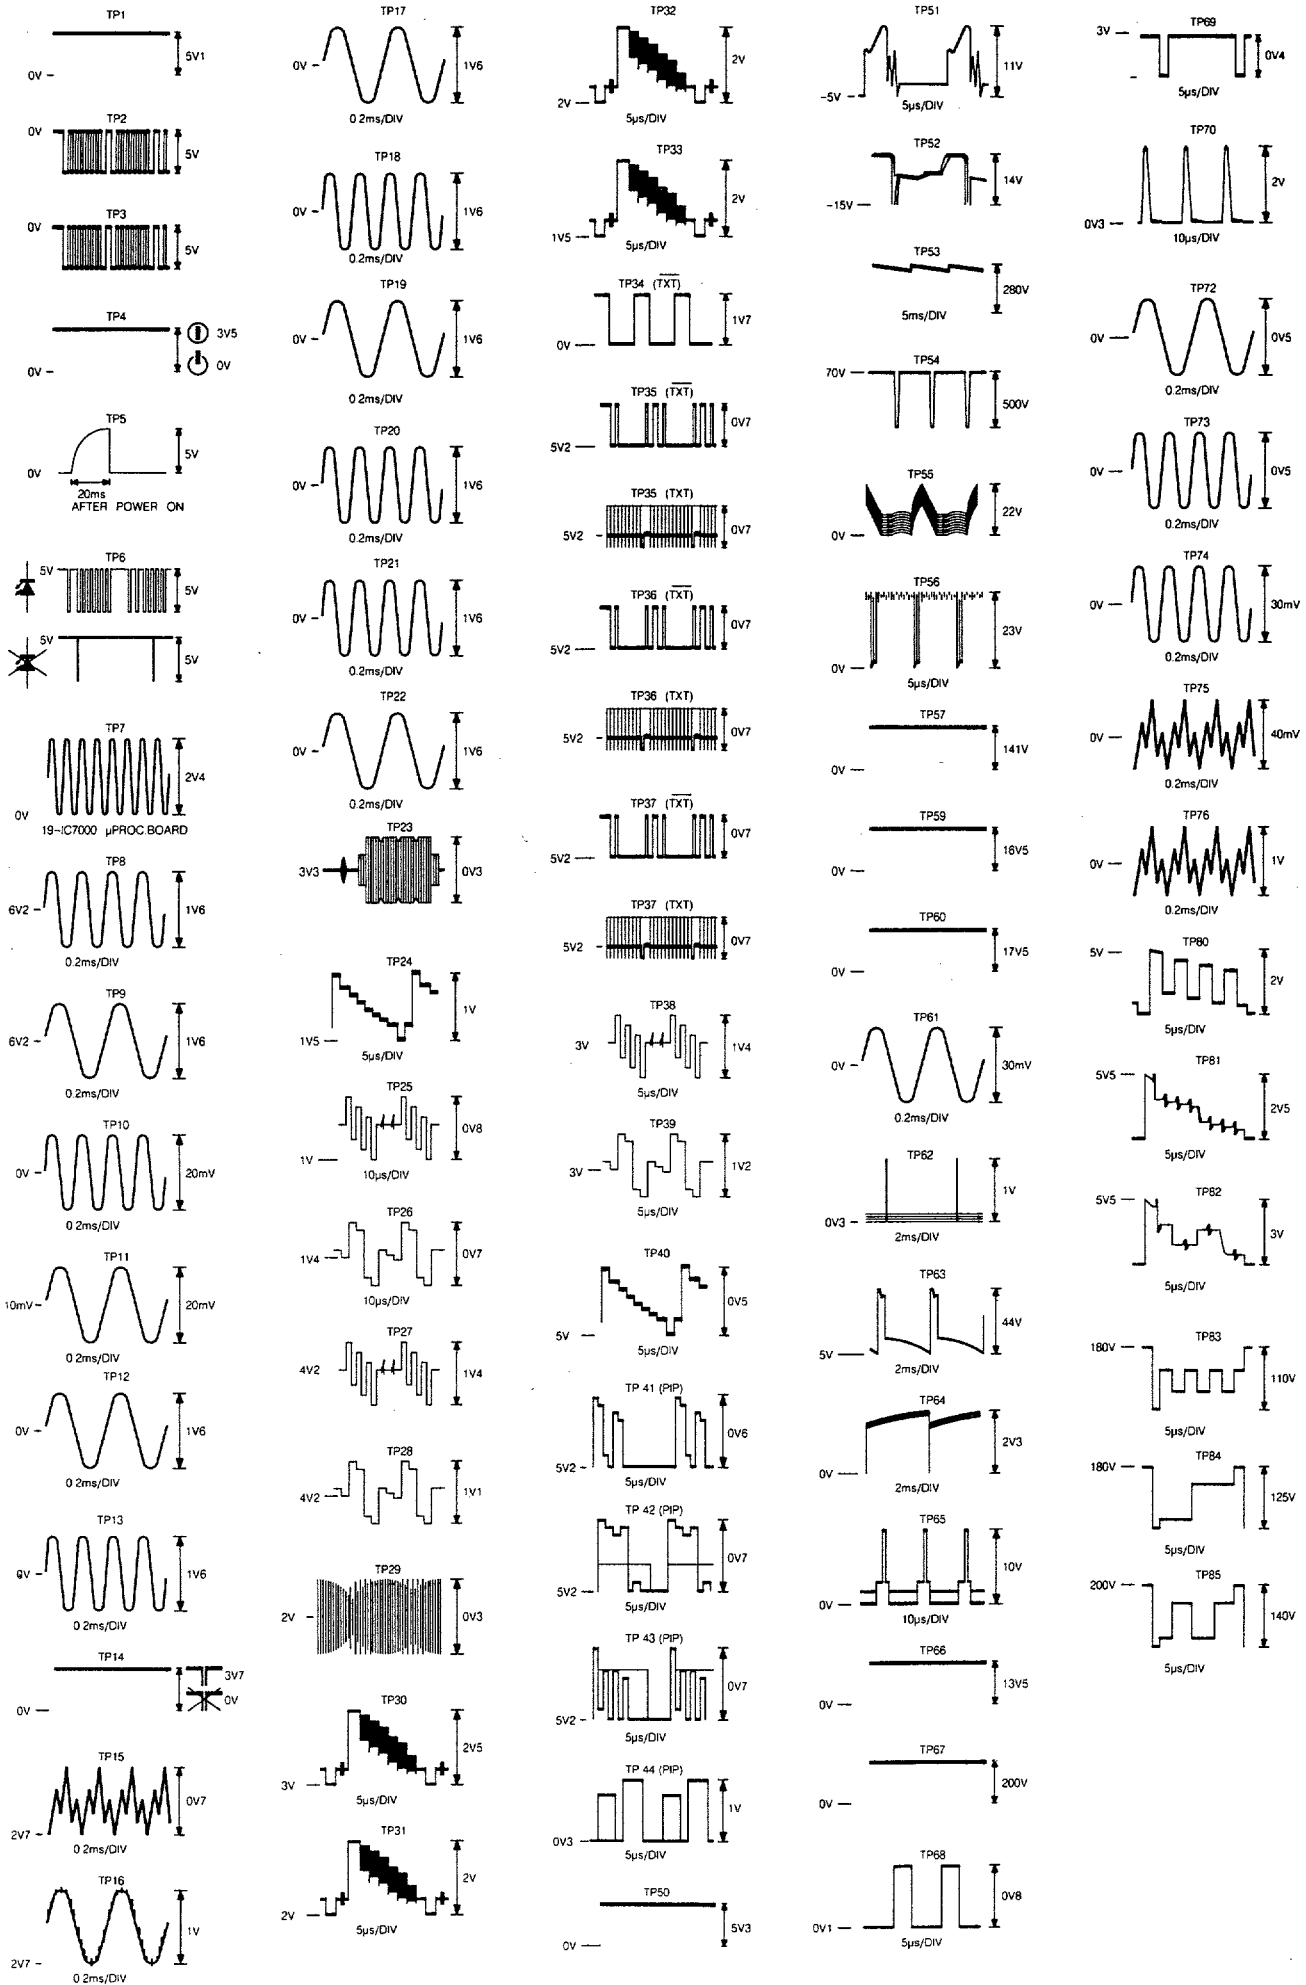 TP1
5V1
0V
TP2
0V
5V
TP3
0V
5V
TP4
3V5
0V
0V
TP5
0V
5V
20ms
AFTER POWER ON
TP6
5V
5V
5V
5V
TP7
2V4
0V
19-IC7000 µPROC.BOARD
TP8
6V2
1V6
0.2ms/DIV
TP9
6V2
1V6
0.2ms/DIV
TP10
0V
20mV
0 2ms/DIV
TP11
10mV
20mV
0 2ms/DIV
TP12
0V
1V6
0 2ms/DIV
TP13
0V
1V6
0 2ms/DIV
TP14
3V7
0V
0V
TP15
0V7
2V7
0 2ms/DIV
TP16
1V
2V7
0 2ms/DIV
TP17
0V
1V6
0 2ms/DIV
TP18
0V
1V6
0.2ms/DIV
TP19
0V
1V6
0.2ms/DIV
TP20
0V
1V6
0.2ms/DIV
TP21
0V
1V6
0.2ms/DIV
TP22
0V
1V6
0.2ms/DIV
TP23
3V3
0V3
TP24
1V
1V5
5µs/DIV
TP25
0V8
1V
10µs/DIV
TP26
1V4
0V7
10µs/DIV
TP27
4V2
1V4
TP28
4V2
1V1
TP29
2V
0V3
TP30
2V5
3V
5µs/DIV
TP31
2V
2V
5µs/DIV
TP32
2V
2V
5µs/DIV
TP33
2V
1V5
5µs/DIV
TP34 (TXT)
1V7
0V
TP35 (TXT)
0V7
5V2
TP35 (TXT)
5V2
0V7
TP36 (TXT)
0V7
5V2
TP36 (TXT)
5V2
0V7
TP37 (TXT)
0V7
5V2
TP37 (TXT)
5V2
0V7
TP38
3V
1V4
5µs/DIV
TP39
3V
1V2
5µs/DIV
TP40
0V5
5V
5µs/DIV
TP 41 (PIP)
0V6
5V2
5µs/DIV
TP 42 (PIP)
0V7
5V2
5µs/DIV
TP 43 (PIP)
0V7
5V2
5µs/DIV
TP 44 (PIP)
1V
0V3
5µs/DIV
TP50
5V3
0V
TP51
11V
-5V
5µs/DIV
TP52
14V
-15V
TP53
280V
5ms/DIV
TP54
70V
500V
TP55
22V
0V
TP56
23V
0V
5µs/DIV
TP57
141V
0V
TP59
16V5
0V
TP60
17V5
0V
TP61
0V
30mV
0.2ms/DIV
TP62
1V
0V3
2ms/DIV
TP63
44V
5V
2ms/DIV
TP64
2V3
0V
2ms/DIV
TP65
10V
0V
10µs/DIV
TP66
13V5
0V
TP67
200V
0V
TP68
0V8
0V1
5µs/DIV
TP69
3V
0V4
5µs/DIV
TP70
2V
0V3
10µs/DIV
TP72
0V
0V5
0.2ms/DIV
TP73
0V
0V5
0.2ms/DIV
TP74
0V
30mV
0.2ms/DIV
TP75
0V
40mV
0.2ms/DIV
TP76
0V
1V
0.2ms/DIV
TP80
5V
2V
5µs/DIV
TP81
5V5
2V5
5µs/DIV
TP82
5V5
3V
5µs/DIV
TP83
180V
110V
5µs/DIV
TP84
180V
125V
5µs/DIV
TP85
200V
140V
5µs/DIV